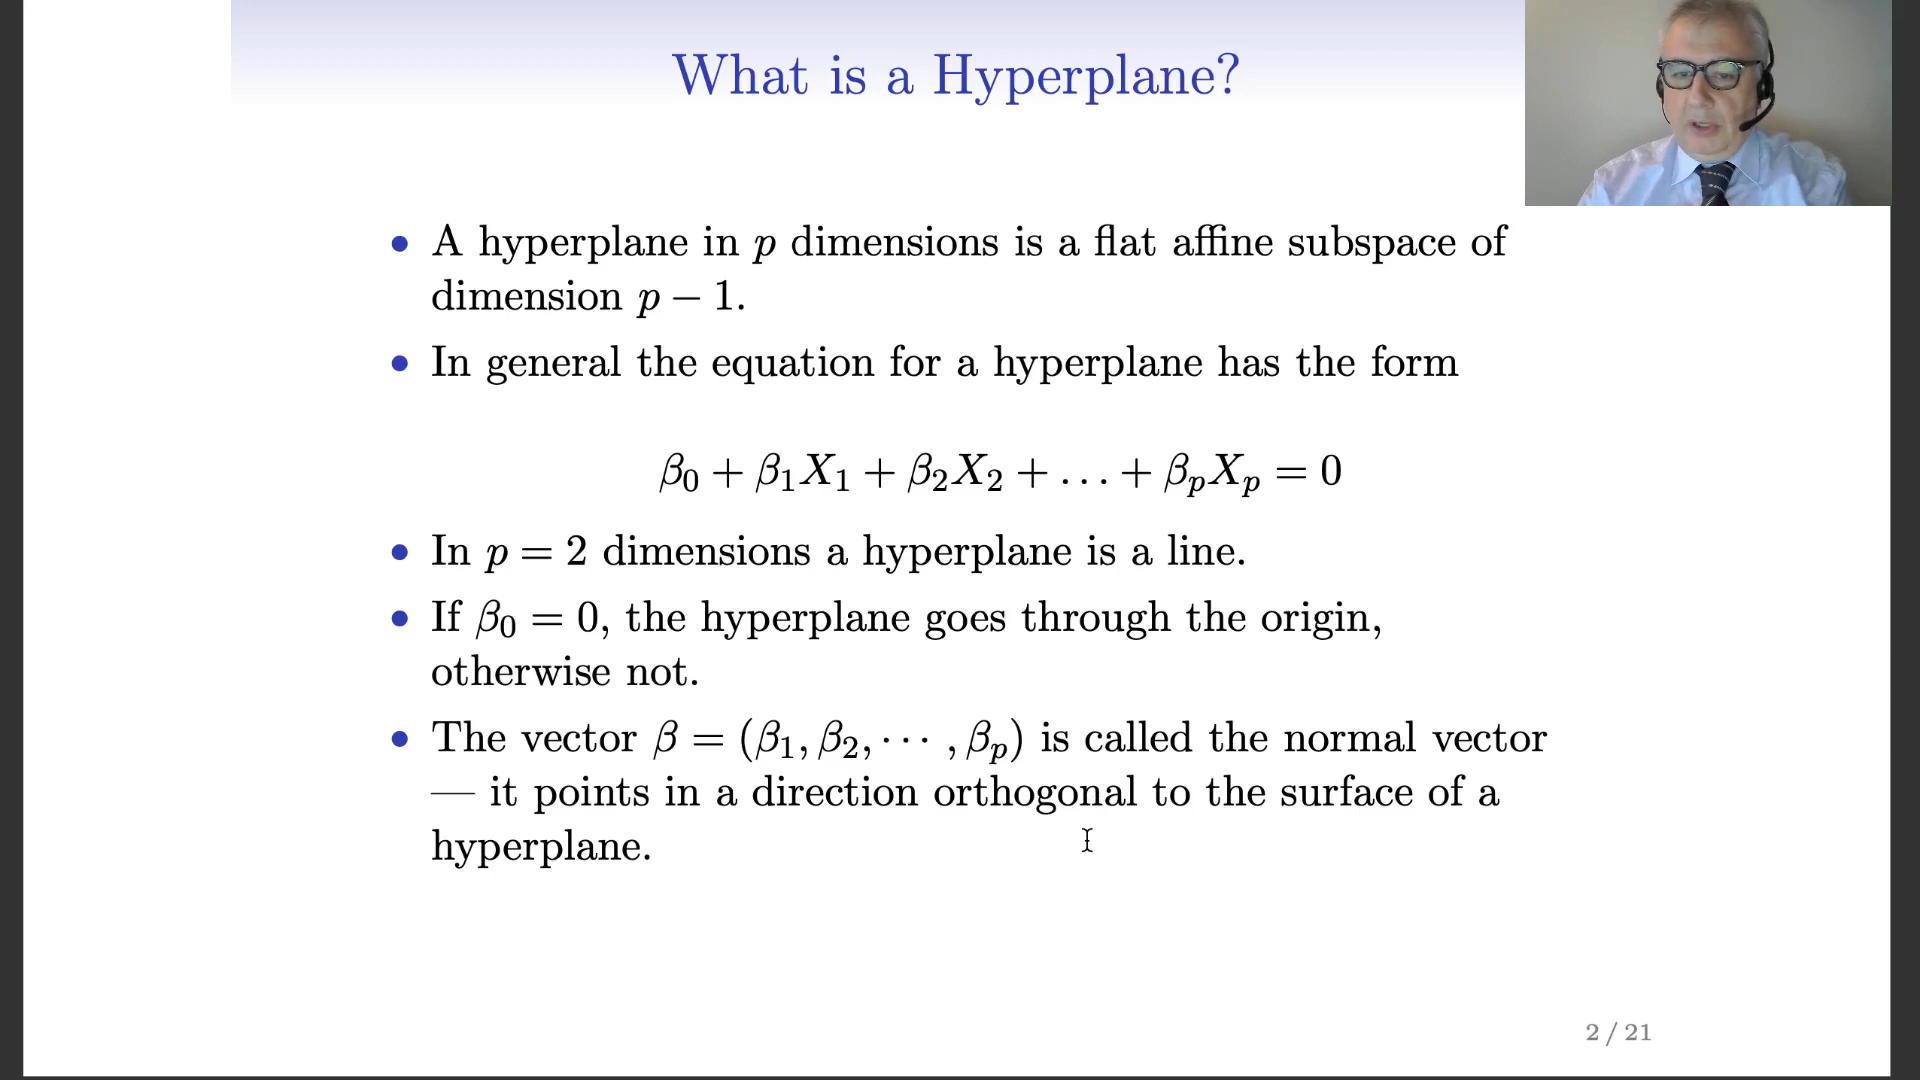 What is a Hyperplane?
• A hyperplane in p dimensions is a flat affine subspace of
dimension p − 1.
• In general the equation for a hyperplane has the form
β₀ + β₁X₁ + β₂X₂ + . . . + βₚXₚ = 0
• In p = 2 dimensions a hyperplane is a line.
• If β₀ = 0, the hyperplane goes through the origin,
otherwise not.
• The vector β = (β₁, β₂, · · · , βₚ) is called the normal vector
— it points in a direction orthogonal to the surface of a
hyperplane.
2 / 21